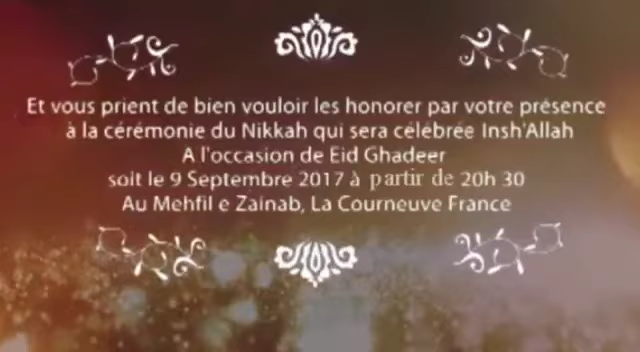 Et vous prient de bien vouloir les honorer par votre présence
à la cérémonie du Nikkah qui sera célébrée Insh'Allah
A l'occasion de Eid Ghadeer
soit le 9 Septembre 2017 à partir de 20h 30
Au Mehfil e Zainab, La Courneuve France